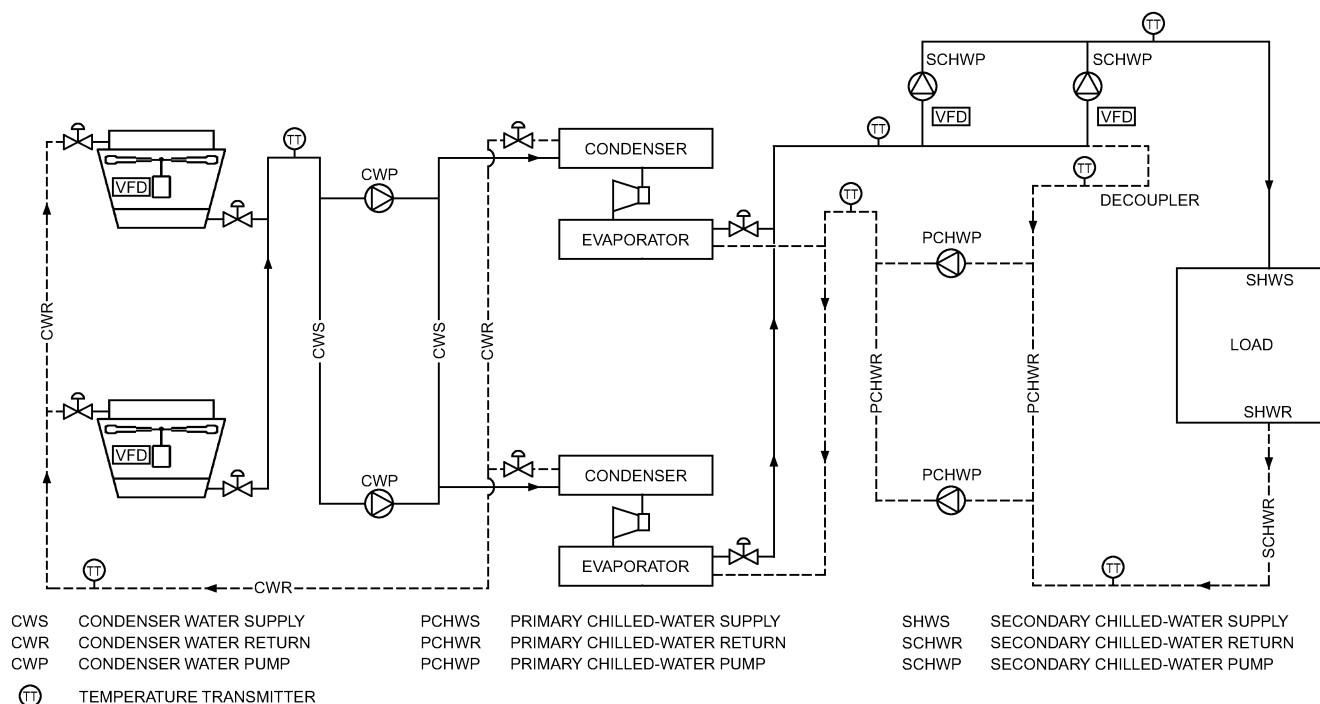 TT
SCHWP
SCHWP
VFD
VFD
TT
TT
CWP
CONDENSER
TT
VFD
DECOUPLER
TT
EVAPORATOR
PCHWP
SHWS
CWR
CWS
CWS
CWR
PCHWR
PCHWR
LOAD
SHWR
VFD
CWP
CONDENSER
PCHWP
SCHWR
EVAPORATOR
TT
TT
CWR
CWS CONDENSER WATER SUPPLY
CWR CONDENSER WATER RETURN
CWP CONDENSER WATER PUMP
TT TEMPERATURE TRANSMITTER
PCHWS PRIMARY CHILLED-WATER SUPPLY
PCHWR PRIMARY CHILLED-WATER RETURN
PCHWP PRIMARY CHILLED-WATER PUMP
SHWS SECONDARY CHILLED-WATER SUPPLY
SCHWR SECONDARY CHILLED-WATER RETURN
SCHWP SECONDARY CHILLED-WATER PUMP